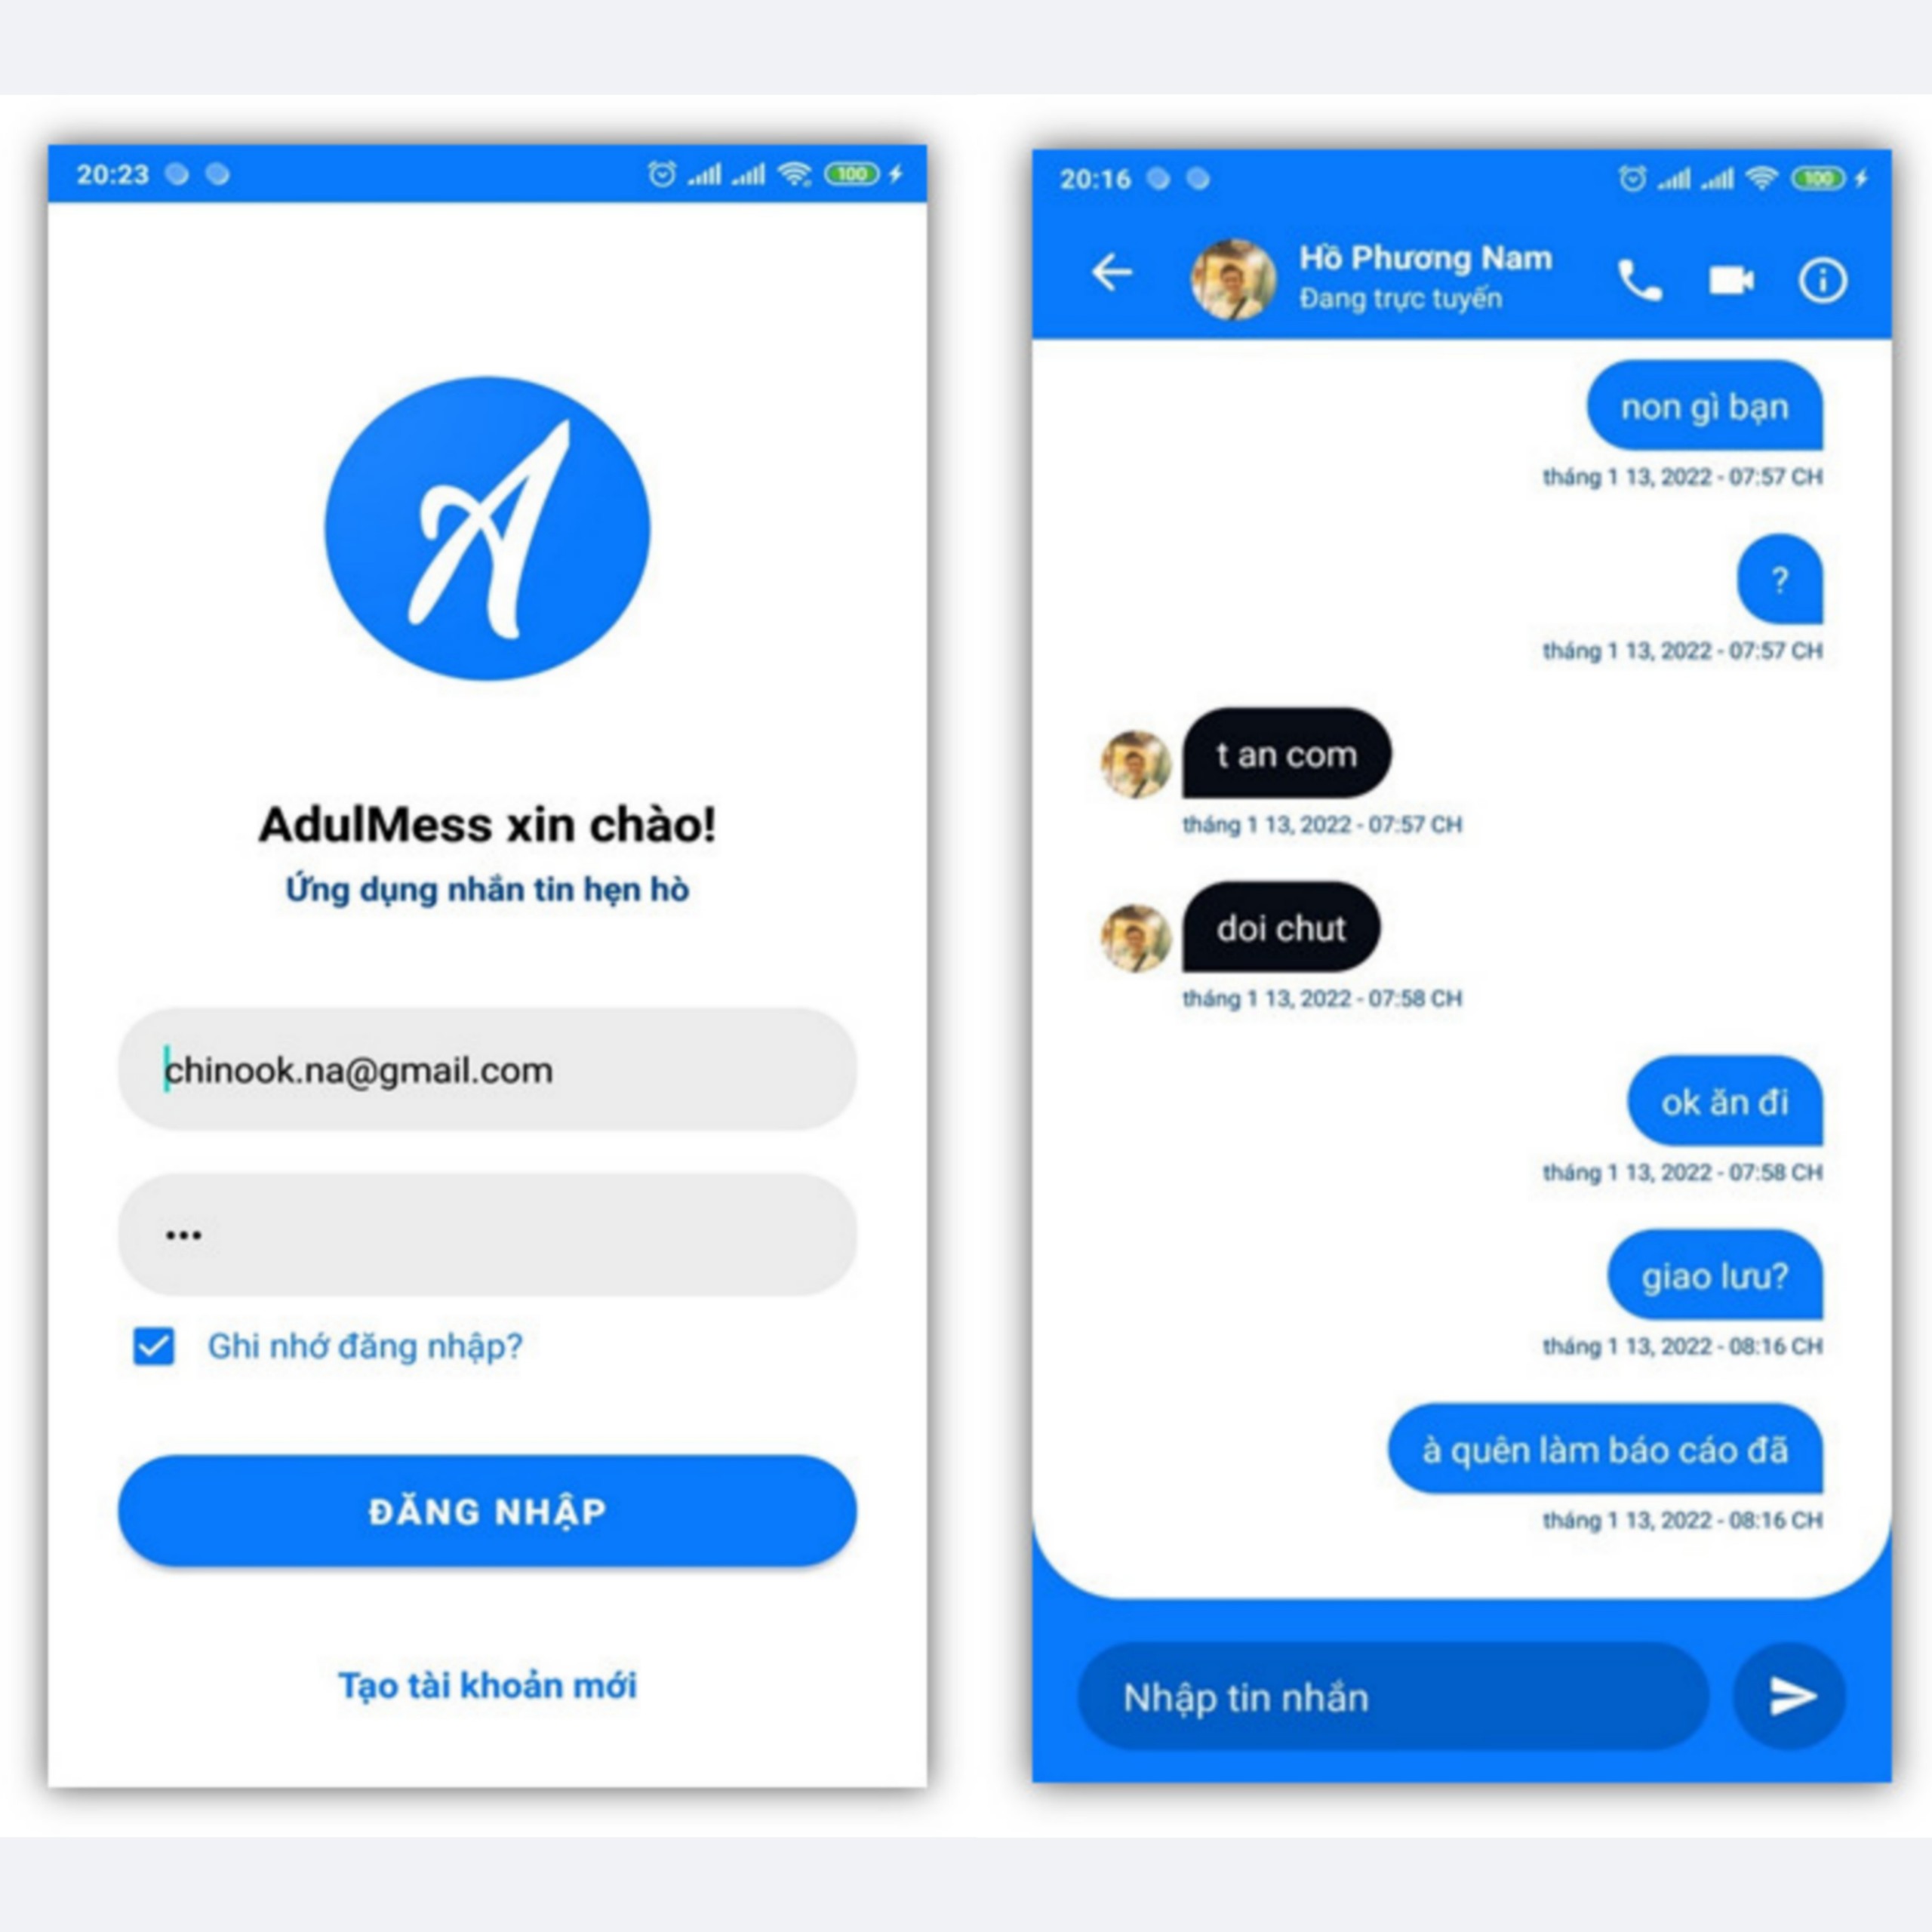 20:23
100
A
AdulMess xin chào!
Ứng dụng nhắn tin hẹn hò
chinook.na@gmail.com
•••
Ghi nhớ đăng nhập?
ĐĂNG NHẬP
Tạo tài khoản mới
20:16
100
Hồ Phương Nam
Đang trực tuyến
non gì bạn
tháng 1 13, 2022 - 07:57 CH
?
tháng 1 13, 2022 - 07:57 CH
t an com
tháng 1 13, 2022 - 07:57 CH
doi chut
tháng 1 13, 2022 - 07:58 CH
ok ăn đi
tháng 1 13, 2022 - 07:58 CH
giao lưu?
tháng 1 13, 2022 - 08:16 CH
à quên làm báo cáo đã
tháng 1 13, 2022 - 08:16 CH
Nhập tin nhắn